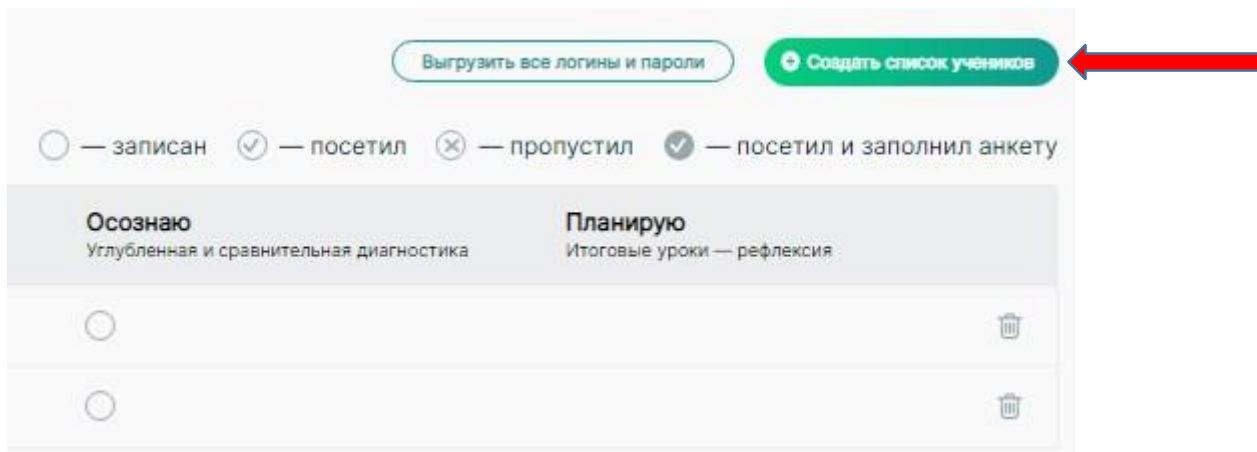 Выгрузить все логины и пароли Создать список учеников
— записан — посетил — пропустил — посетил и заполнил анкету
Осознаю Планирую
Углубленная и сравнительная диагностика Итоговые уроки — рефлексия